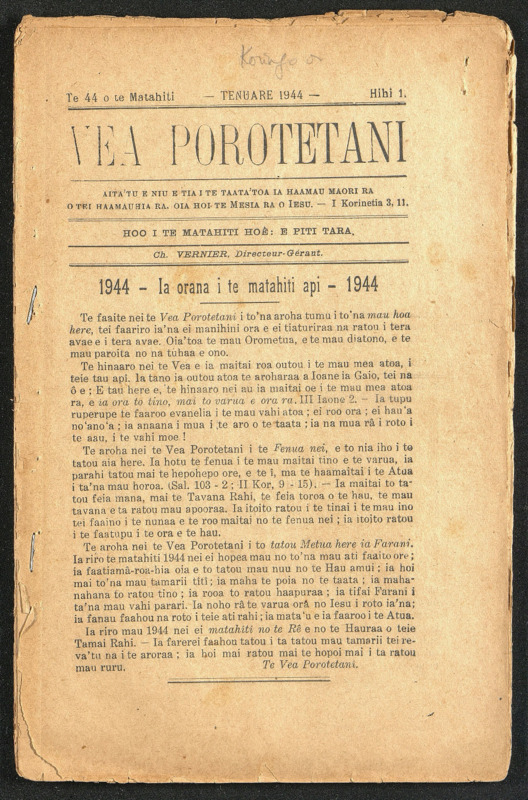 Te 44 o te Matahiti — TENUARE 1944 — Hihi 1.
VEA POROTETANI
AITA'TU E NIU E TIA I TE TAATA'TOA IA HAAMAU MAORI RA
O TEI HAAMAUHIA RA. OIA HOI TE MESIA RA O IESU. — I Korinetia 3, 11.
HOO I TE MATAHITI HOÊ: E PITI TARA.
Ch. VERNIER, Directeur-Gérant.
1944 - Ia orana i te matahiti api - 1944
Te faaite nei te Vea Porotetani i to'na aroha tumu i to'na mau hoa
here, tei faariro ia'na ei manihini ora e ei tiaturiraa na ratou i tera
avae e i tera avae. Oia'toa te mau Orometua, e te mau diatono, e te
mau paroita no na tuhaa e ono.
Te hinaaro nei te Vea e ia maitai roa outou i te mau mea atoa, i
teie tau api. Ia tano ia outou atoa te aroharaa a Ioane ia Gaio, tei na
ô e ; E tau here e, te hinaaro nei au ia maitai oe i te mau mea atoa
ra, e ia ora to tino, mai to varua e ora ra. III Iaone 2. — Ia tupu
ruperupe te faaroo evanelia i te mau vahi atoa ; ei roo ora ; ei hau'a
no'ano'a ; ia anaana i mua i te aro o te taata ; ia na mua râ i roto i
te aau, i te vahi moe !
Te aroha nei te Vea Porotetani i te Fenua nei, e to nia iho i te
tatou aia here. Ia hotu te fenua i te mau maitai tino e te varua, ia
parahi tatou mai te hepohepo ore, e te î, ma te haamaitai i te Atua
i ta'na mau horoa. (Sal. 103 - 2 ; II Kor, 9 - 15). — Ia maitai to ta-
tou feia mana, mai te Tavana Rahi, te feia toroa o te hau, te mau
tavana e ta ratou mau apooraa. Ia itoito ratou i te tinai i te mau ino
tei faaino i te nunaa e te roo maitai no te fenua nei ; ia itoito ratou
i te faatupu i te ora e te hau.
Te aroha nei te Vea Porotetani i to tatou Metua here ia Farani.
Ia riro te matahiti 1944 nei ei hopea mau no to'na mau ati faaito ore ;
ia faatiamâ-roa-hia oia e to tatou mau nuu no te Hau amui ; ia hoi
mai to'na mau tamarii tîtî ; ia maha te poia no te taata ; ia maha-
nahana to ratou tino ; ia rooa to ratou haapuraa ; ia tifai Farani i
ta'na mau vahi parari. Ia noho râ te varua orâ no Iesu i roto ia'na;
ia fanau faahou na roto i teie ati rahi ; ia mata'u e ia faaroo i te Atua.
Ia riro mau 1944 nei ei matahiti no te Rê e no te Hauraa o teie
Tamai Rahi. — Ia farerei faahou tatou i ta tatou mau tamarii tei re-
va'tu na i te aroraa ; ia hoi mai ratou mai te hopoi mai i ta ratou
mau ruru. Te Vea Porotetani.